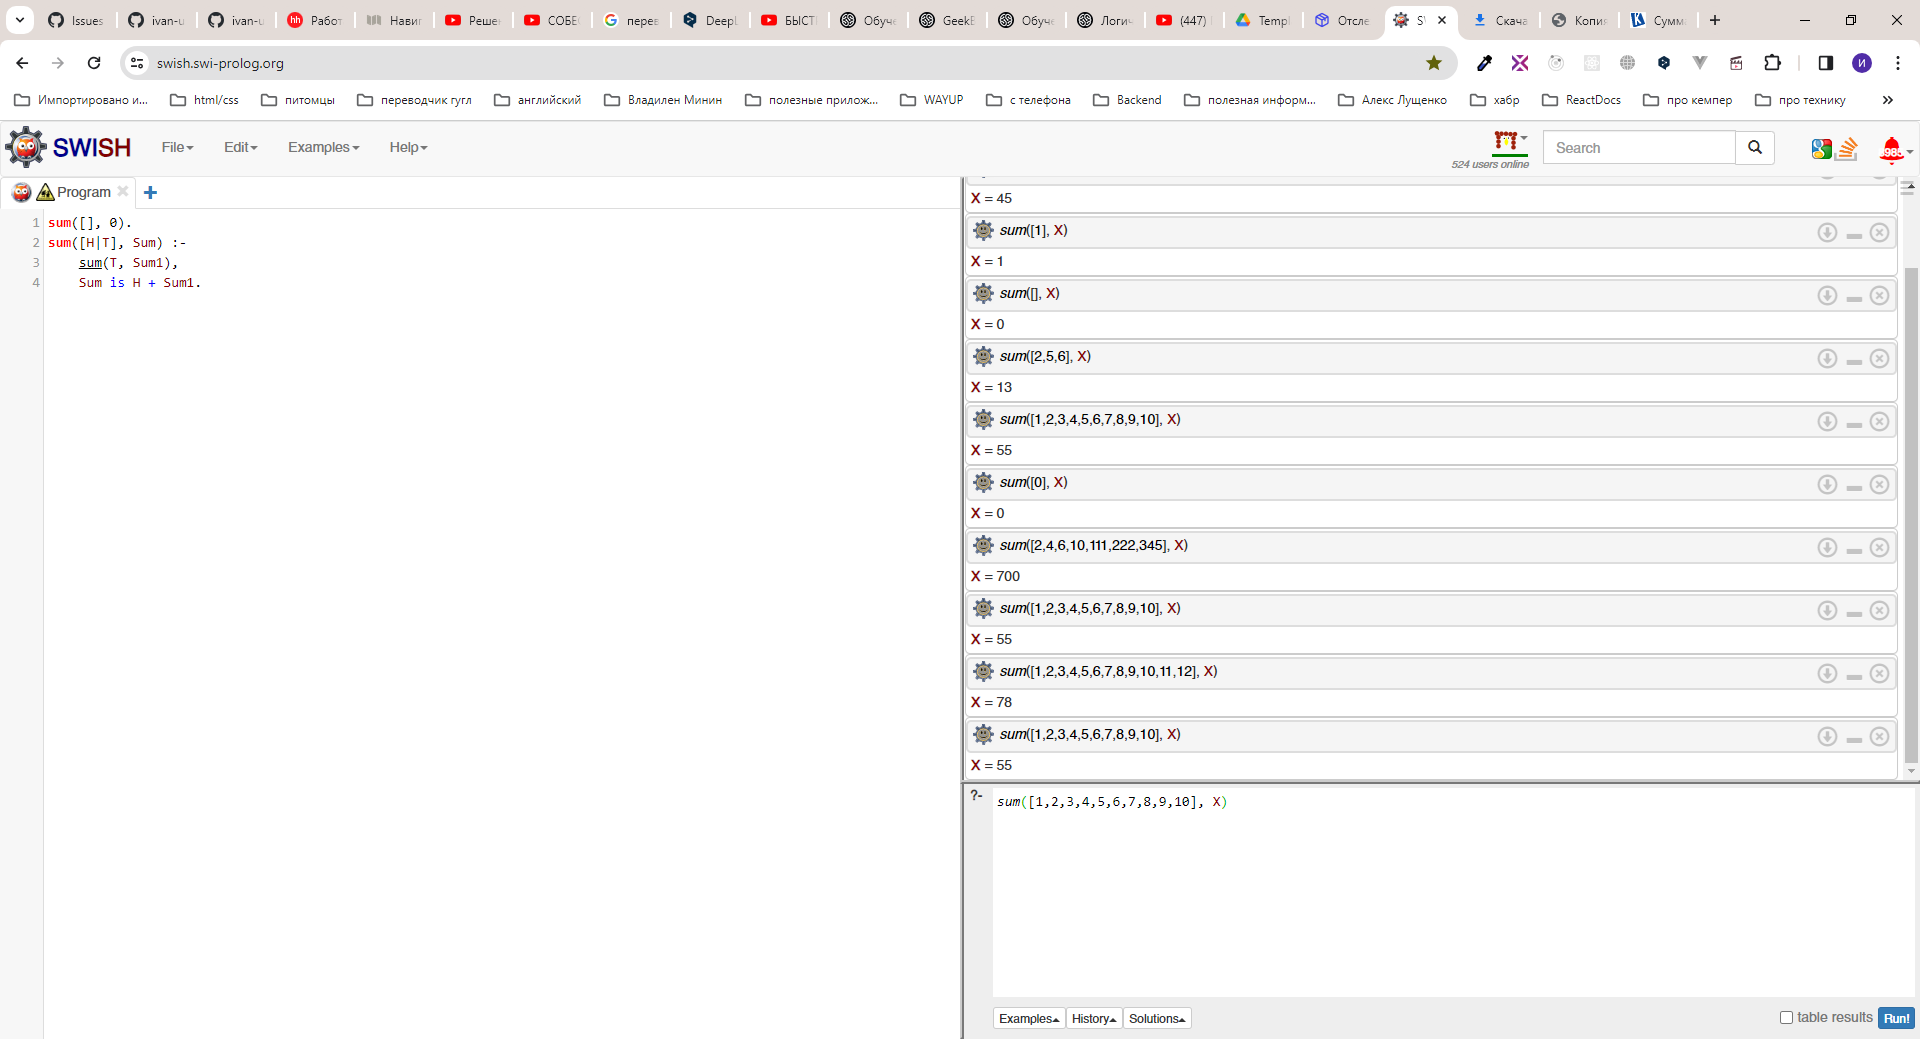 Issues
ivan-u
ivan-u
Работ
Навиг
Решен
СОБЕС
перев
DeepL
БЫСТ
Обуче
GeekB
Обуче
Логич
(447)
Templ
Отсле
Скача
Копи
Сумм
swish.swi-prolog.org
И
Импортировано и...
html/css
питомцы
переводчик гугл
английский
Владилен Минин
полезные прилож...
WAYUP
с телефона
Backend
полезная информ...
Алекс Лущенко
хабр
ReactDocs
про кемпер
про технику
»
SWISH
File
Edit
Examples
Help
524 users online
Search
Program
1 sum([], 0).
2 sum([H|T], Sum) :-
3 sum(T, Sum1),
4 Sum is H + Sum1.
X = 45
sum([1], X)
X = 1
sum([], X)
X = 0
sum([2,5,6], X)
X = 13
sum([1,2,3,4,5,6,7,8,9,10], X)
X = 55
sum([0], X)
X = 0
sum([2,4,6,10,111,222,345], X)
X = 700
sum([1,2,3,4,5,6,7,8,9,10], X)
X = 55
sum([1,2,3,4,5,6,7,8,9,10,11,12], X)
X = 78
sum([1,2,3,4,5,6,7,8,9,10], X)
X = 55
?- sum([1,2,3,4,5,6,7,8,9,10], X)
Examples
History
Solutions
table results
Run!